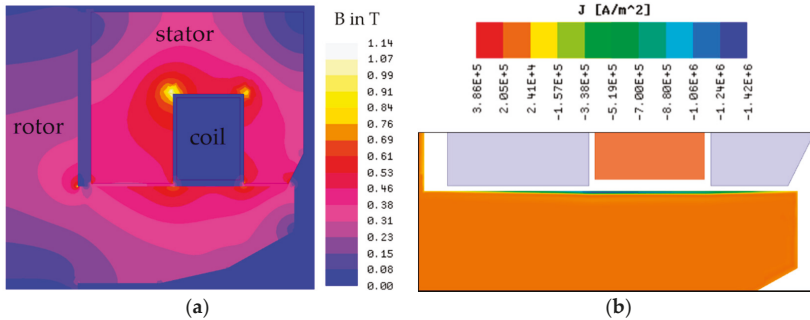 B in T
stator
rotor
coil
1.14
1.07
0.99
0.91
0.84
0.76
0.69
0.61
0.53
0.46
0.38
0.31
0.23
0.15
0.08
0.00
(a)
J [A/m^2]
3.86E+5
2.05E+5
2.41E+4
-1.57E+5
-3.38E+5
-5.19E+5
-7.00E+5
-8.80E+5
-1.06E+6
-1.24E+6
-1.42E+6
(b)